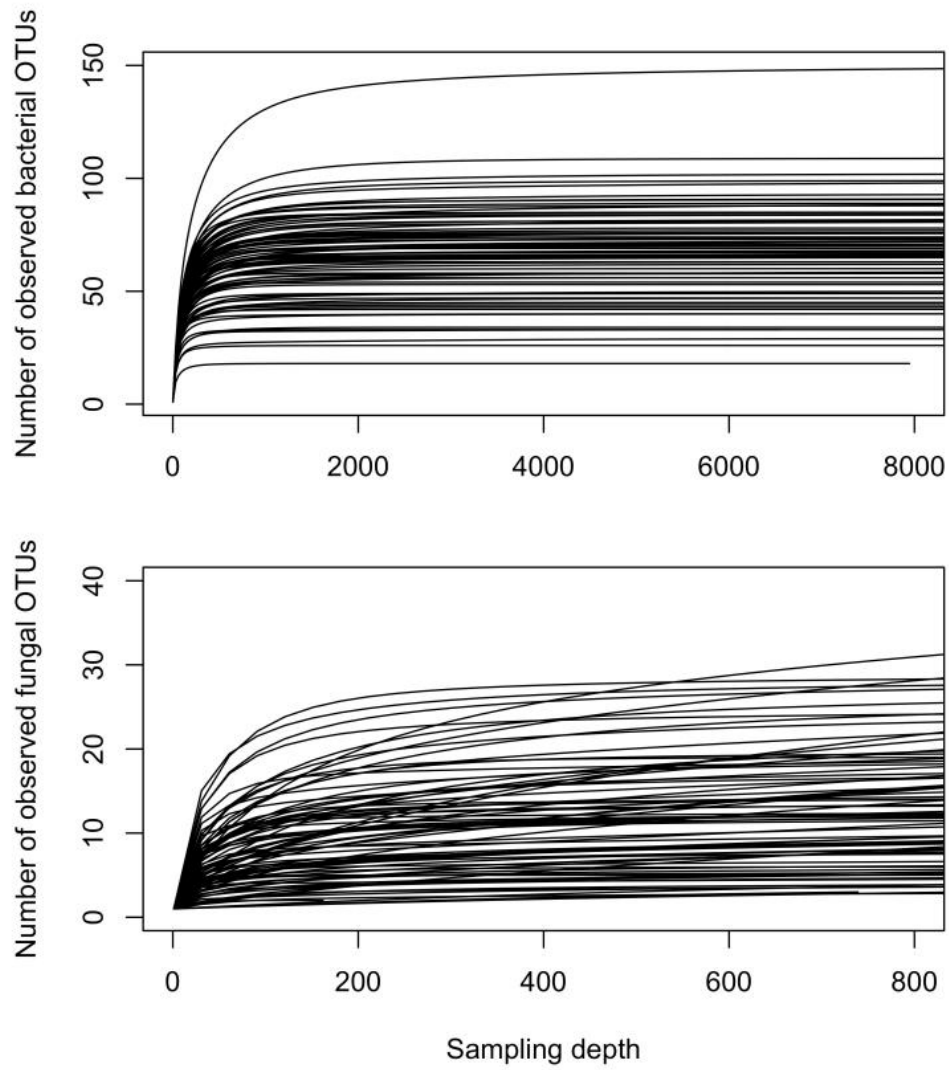 Number of observed bacterial OTUs
150
100
50
0
0 2000 4000 6000 8000
Number of observed fungal OTUs
40
30
20
10
0
0 200 400 600 800
Sampling depth